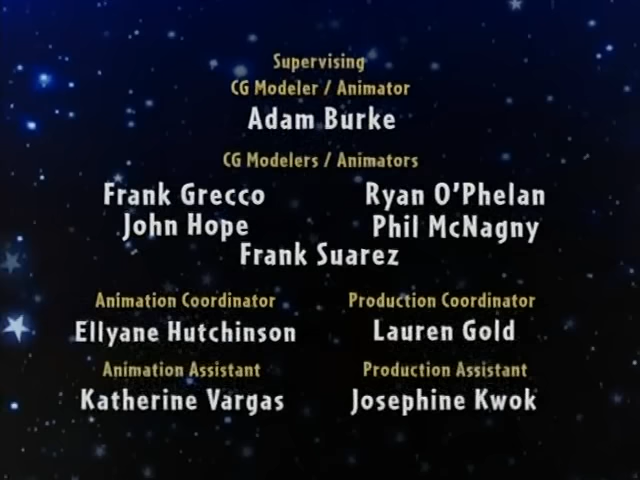 Supervising
CG Modeler / Animator
Adam Burke
CG Modelers / Animators
Frank Grecco
Ryan O'Phelan
John Hope
Phil McNagny
Frank Suarez
Animation Coordinator
Production Coordinator
Ellyane Hutchinson
Lauren Gold
Animation Assistant
Production Assistant
Katherine Vargas
Josephine Kwok